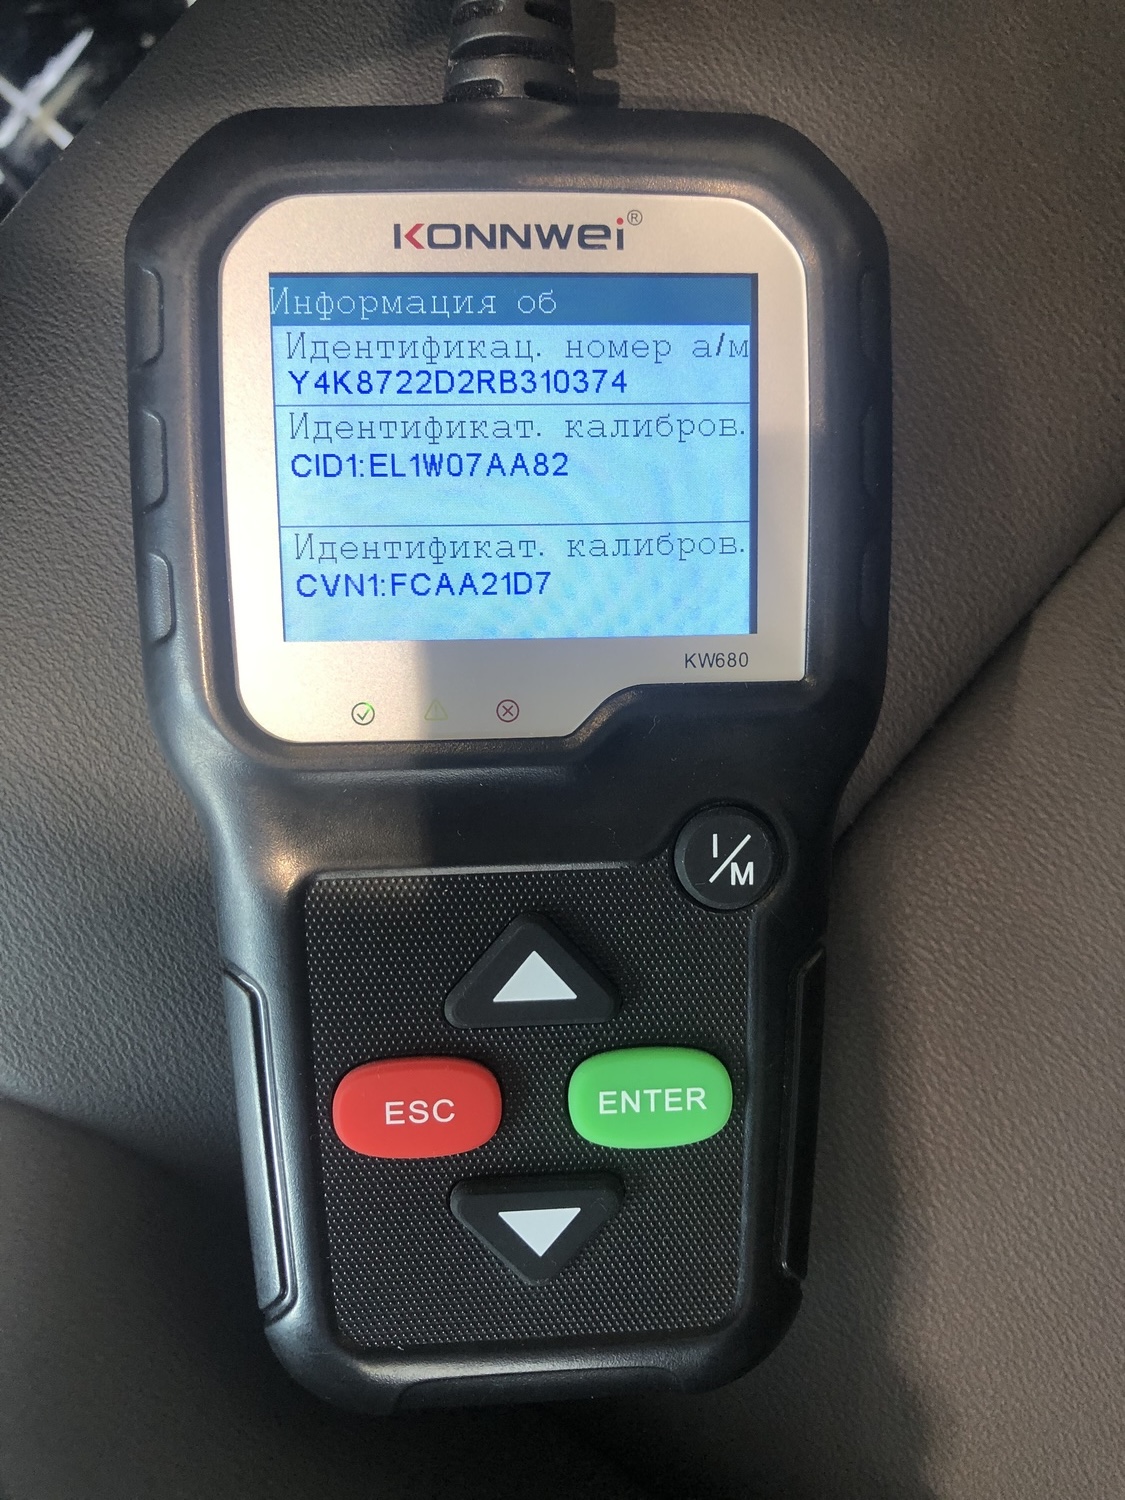 KONNWEI®
Информация об
Идентификац. номер а/м
Y4K8722D2RB310374
Идентификат. калибров.
CID1:EL1W07AA82
Идентификат. калибров.
CVN1:FCAA21D7
KW680
I/M
ESC
ENTER